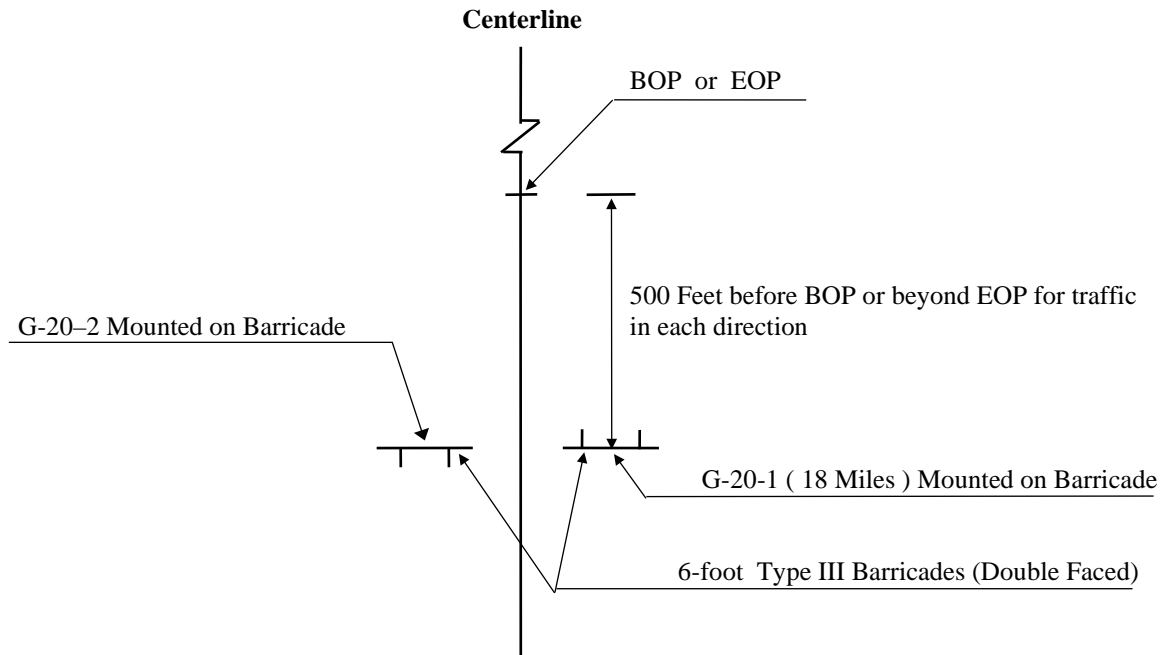 Centerline
BOP or EOP
500 Feet before BOP or beyond EOP for traffic
in each direction
G-20–2 Mounted on Barricade
G-20-1 ( 18 Miles ) Mounted on Barricade
6-foot Type III Barricades (Double Faced)